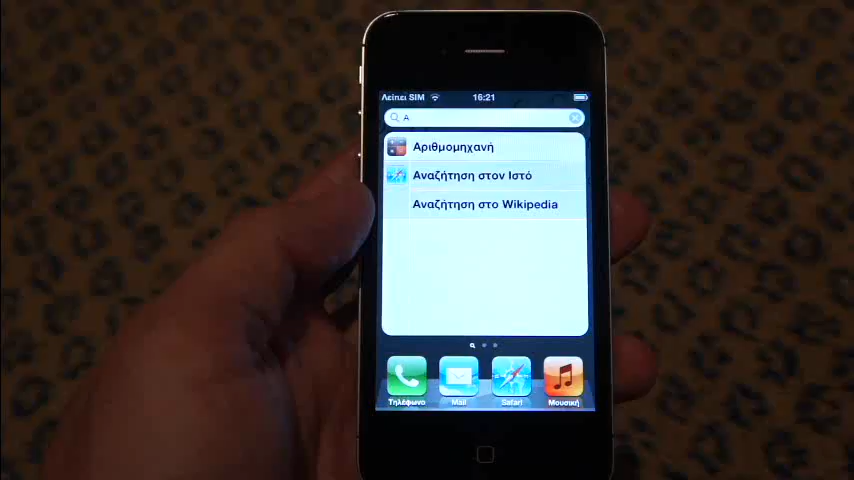 Λείπει SIM 16:21
A
Αριθμομηχανή
Αναζήτηση στον Ιστό
Αναζήτηση στο Wikipedia
Τηλέφωνο Mail Safari Μουσική